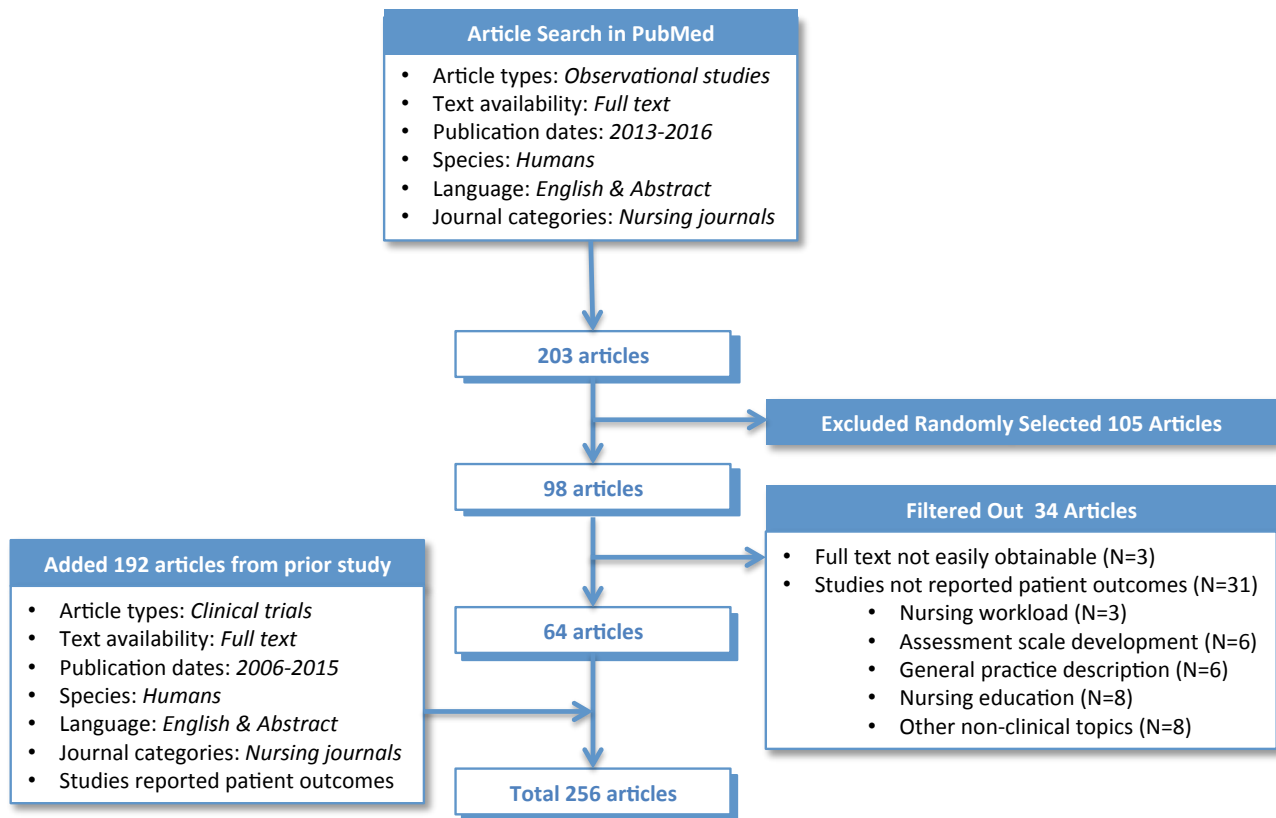 Article Search in PubMed
• Article types: Observational studies
• Text availability: Full text
• Publication dates: 2013-2016
• Species: Humans
• Language: English & Abstract
• Journal categories: Nursing journals
203 articles
Excluded Randomly Selected 105 Articles
98 articles
Filtered Out 34 Articles
• Full text not easily obtainable (N=3)
• Studies not reported patient outcomes (N=31)
• Nursing workload (N=3)
• Assessment scale development (N=6)
• General practice description (N=6)
• Nursing education (N=8)
• Other non-clinical topics (N=8)
64 articles
Added 192 articles from prior study
• Article types: Clinical trials
• Text availability: Full text
• Publication dates: 2006-2015
• Species: Humans
• Language: English & Abstract
• Journal categories: Nursing journals
• Studies reported patient outcomes
Total 256 articles